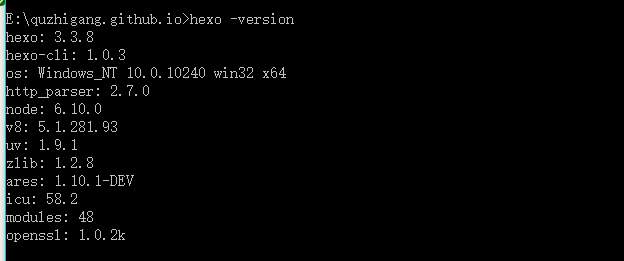 E:\quzhigang.github.io>hexo -version
hexo: 3.3.8
hexo-cli: 1.0.3
os: Windows_NT 10.0.10240 win32 x64
http_parser: 2.7.0
node: 6.10.0
v8: 5.1.281.93
uv: 1.9.1
zlib: 1.2.8
ares: 1.10.1-DEV
icu: 58.2
modules: 48
openssl: 1.0.2k